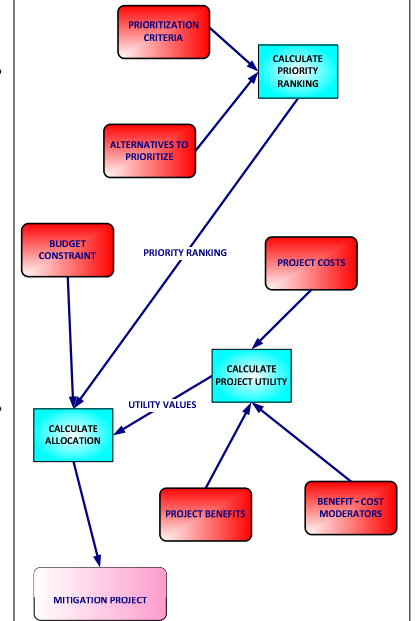 PRIORITIZATION
CRITERIA
CALCULATE
PRIORITY
RANKING
ALTERNATIVES TO
PRIORITIZE
BUDGET
CONSTRAINT
PRIORITY RANKING
PROJECT COSTS
CALCULATE
PROJECT UTILITY
UTILITY VALUES
CALCULATE
ALLOCATION
PROJECT BENEFITS
BENEFIT – COST
MODERATORS
MITIGATION PROJECT